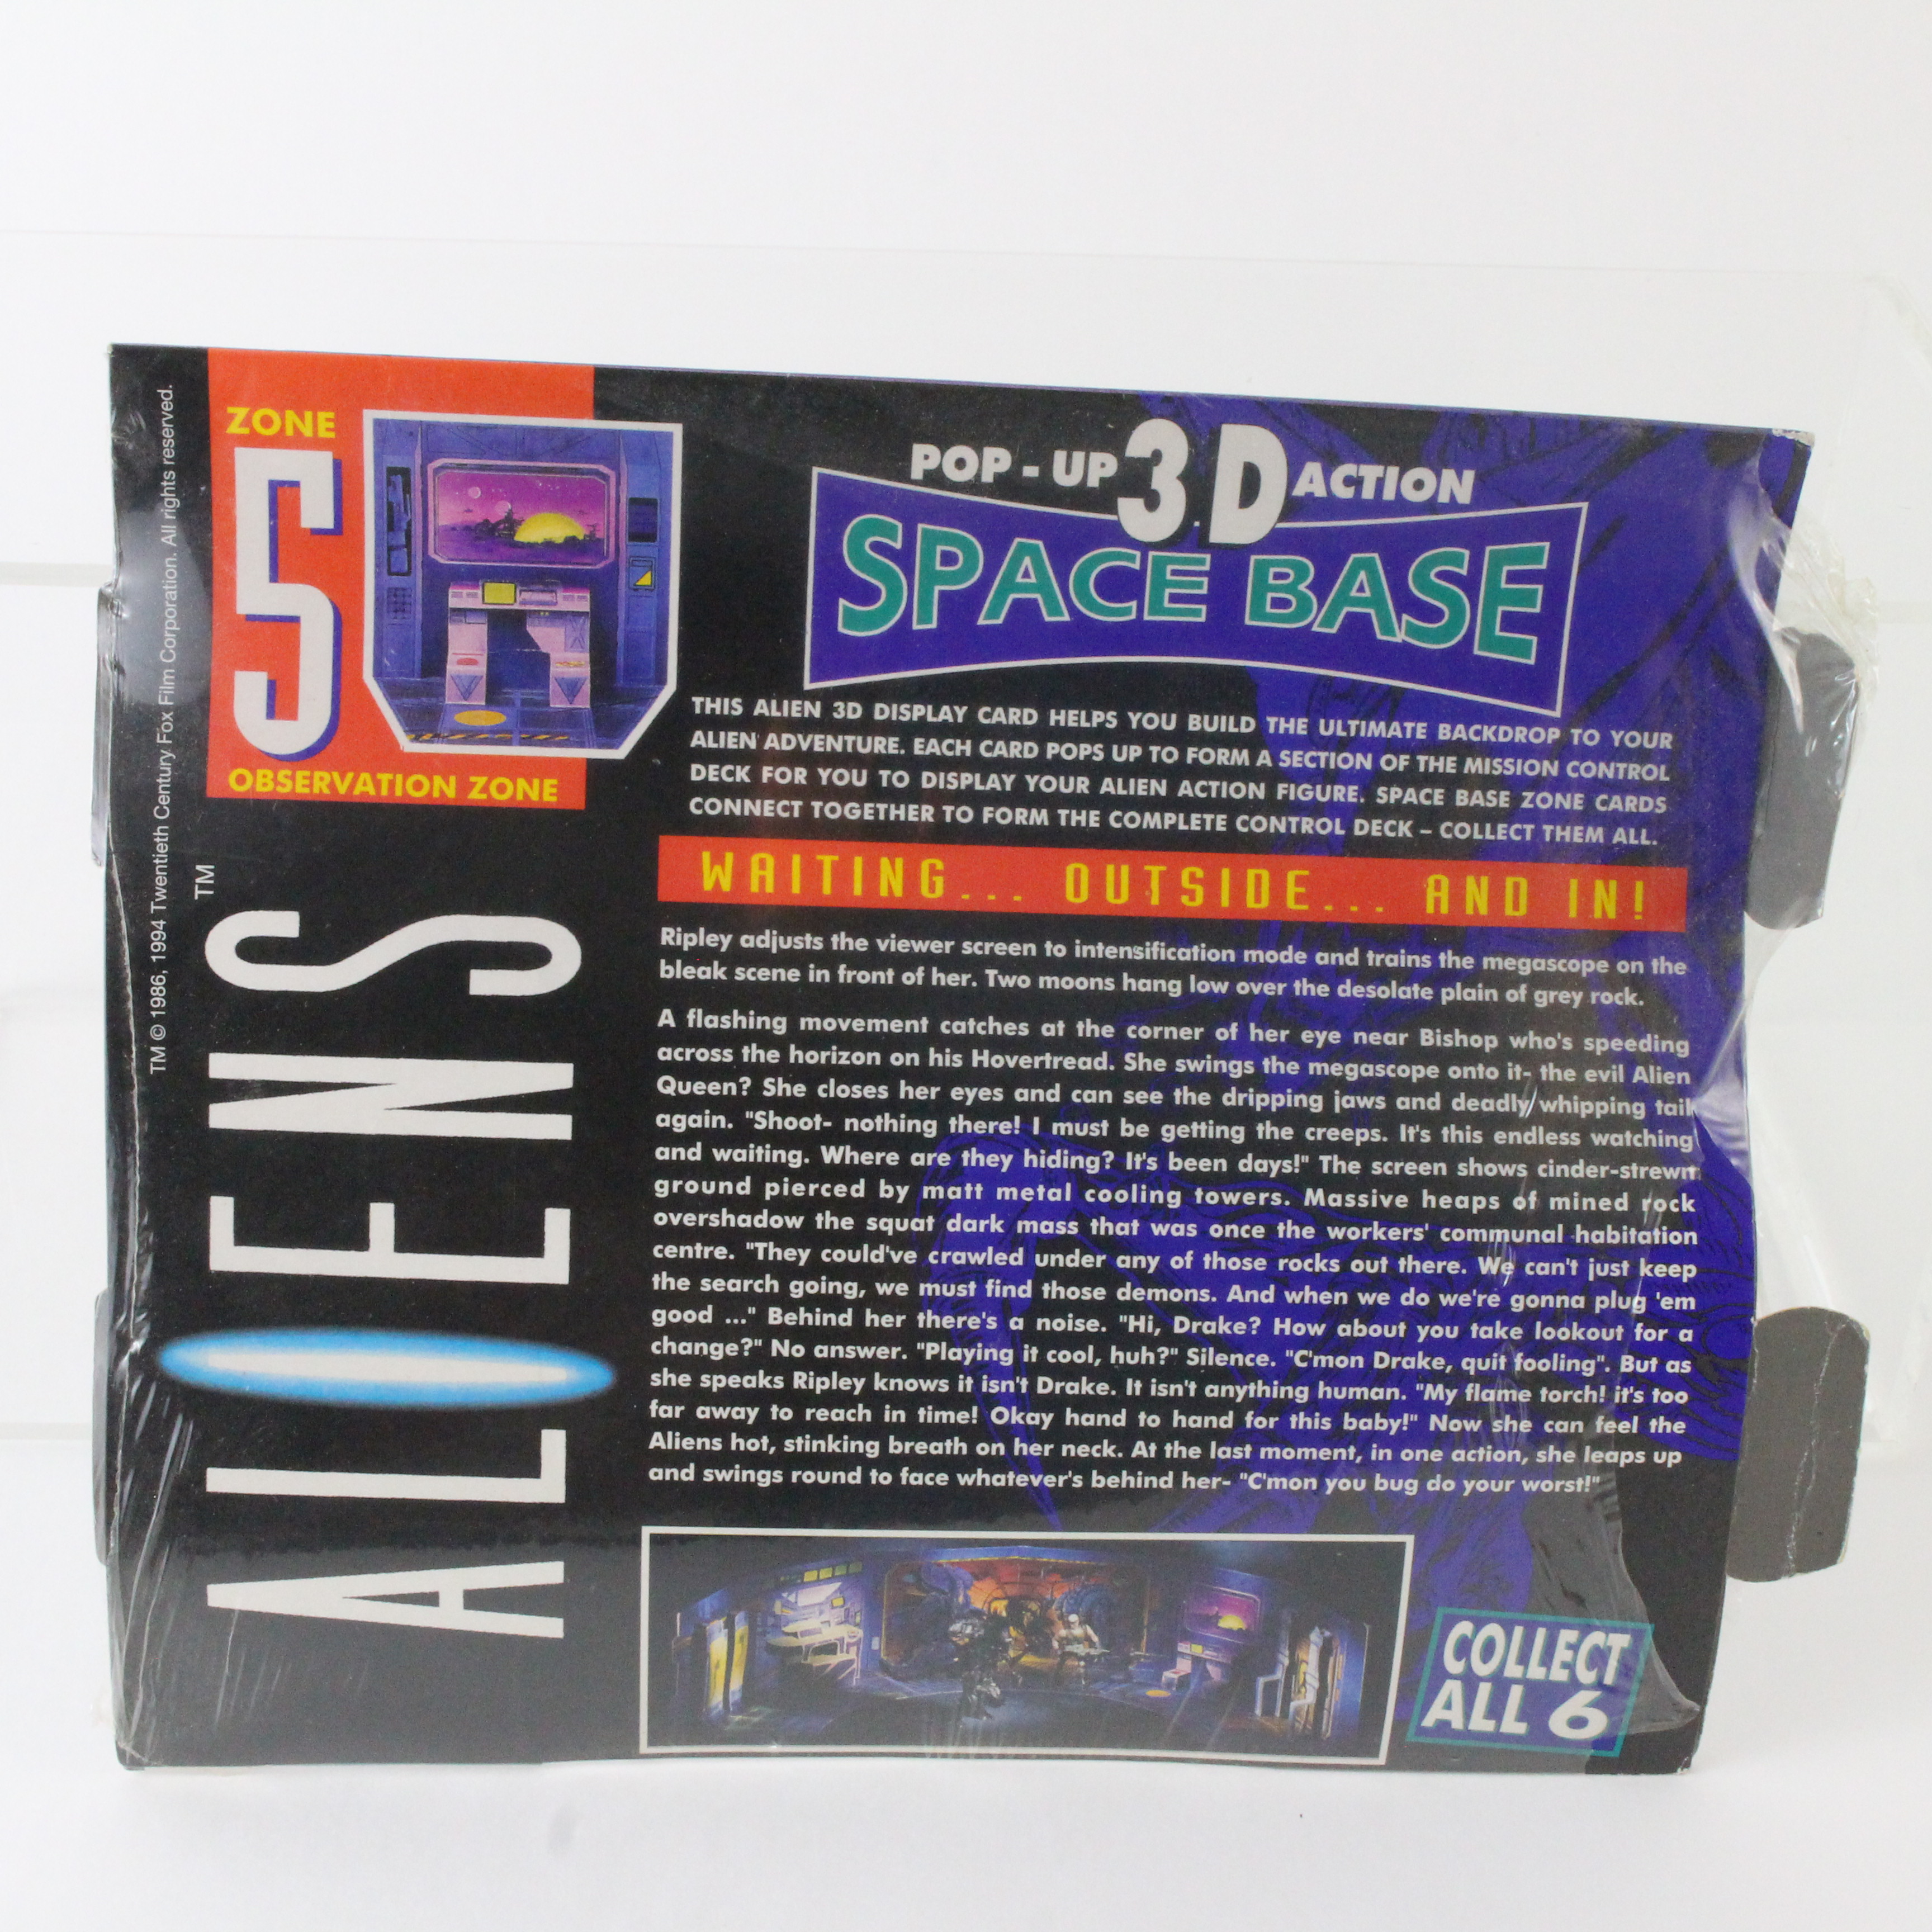 TM © 1986, 1994 Twentieth Century Fox Film Corporation. All rights reserved.
ZONE
5
OBSERVATION ZONE
ALIENS TM
POP-UP 3D ACTION
SPACE BASE
THIS ALIEN 3D DISPLAY CARD HELPS YOU BUILD THE ULTIMATE BACKDROP TO YOUR
ALIEN ADVENTURE. EACH CARD POPS UP TO FORM A SECTION OF THE MISSION CONTROL
DECK FOR YOU TO DISPLAY YOUR ALIEN ACTION FIGURE. SPACE BASE ZONE CARDS
CONNECT TOGETHER TO FORM THE COMPLETE CONTROL DECK – COLLECT THEM ALL.
WAITING... OUTSIDE... AND IN!
Ripley adjusts the viewer screen to intensification mode and trains the megascope on the
bleak scene in front of her. Two moons hang low over the desolate plain of grey rock.
A flashing movement catches at the corner of her eye near Bishop who's speeding
across the horizon on his Hovertread. She swings the megascope onto it- the evil Alien
Queen? She closes her eyes and can see the dripping jaws and deadly whipping tail
again. "Shoot- nothing there! I must be getting the creeps. It's this endless watching
and waiting. Where are they hiding? It's been days!" The screen shows cinder-strewn
ground pierced by matt metal cooling towers. Massive heaps of mined rock
overshadow the squat dark mass that was once the workers' communal habitation
centre. "They could've crawled under any of those rocks out there. We can't just keep
the search going, we must find those demons. And when we do we're gonna plug 'em
good ..." Behind her there's a noise. "Hi, Drake? How about you take lookout for a
change?" No answer. "Playing it cool, huh?" Silence. "C'mon Drake, quit fooling". But as
she speaks Ripley knows it isn't Drake. It isn't anything human. "My flame torch! it's too
far away to reach in time! Okay hand to hand for this baby!" Now she can feel the
Aliens hot, stinking breath on her neck. At the last moment, in one action, she leaps up
and swings round to face whatever's behind her- "C'mon you bug do your worst!"
COLLECT
ALL 6